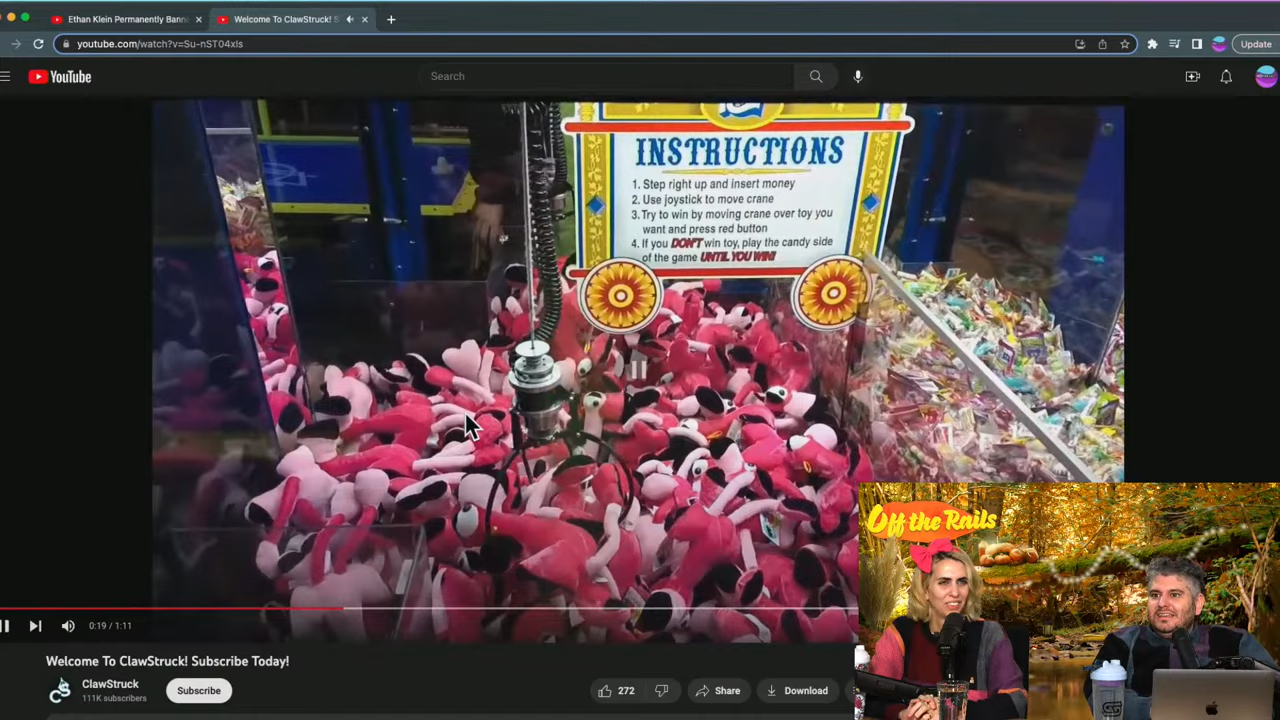 Ethan Klein Permanently Bann
Welcome To ClawStruck! S
youtube.com/watch?v=Su-nST04xIs
Update
YouTube
Search
INSTRUCTIONS
1. Step right up and insert money
2. Use joystick to move crane
3. Try to win by moving crane over toy you
want and press red button
4. If you DON'T win toy, play the candy side
of the game UNTIL YOU WIN!
Off the Rails
0:19 / 1:11
Welcome To ClawStruck! Subscribe Today!
ClawStruck
111K subscribers
Subscribe
272
Share
Download